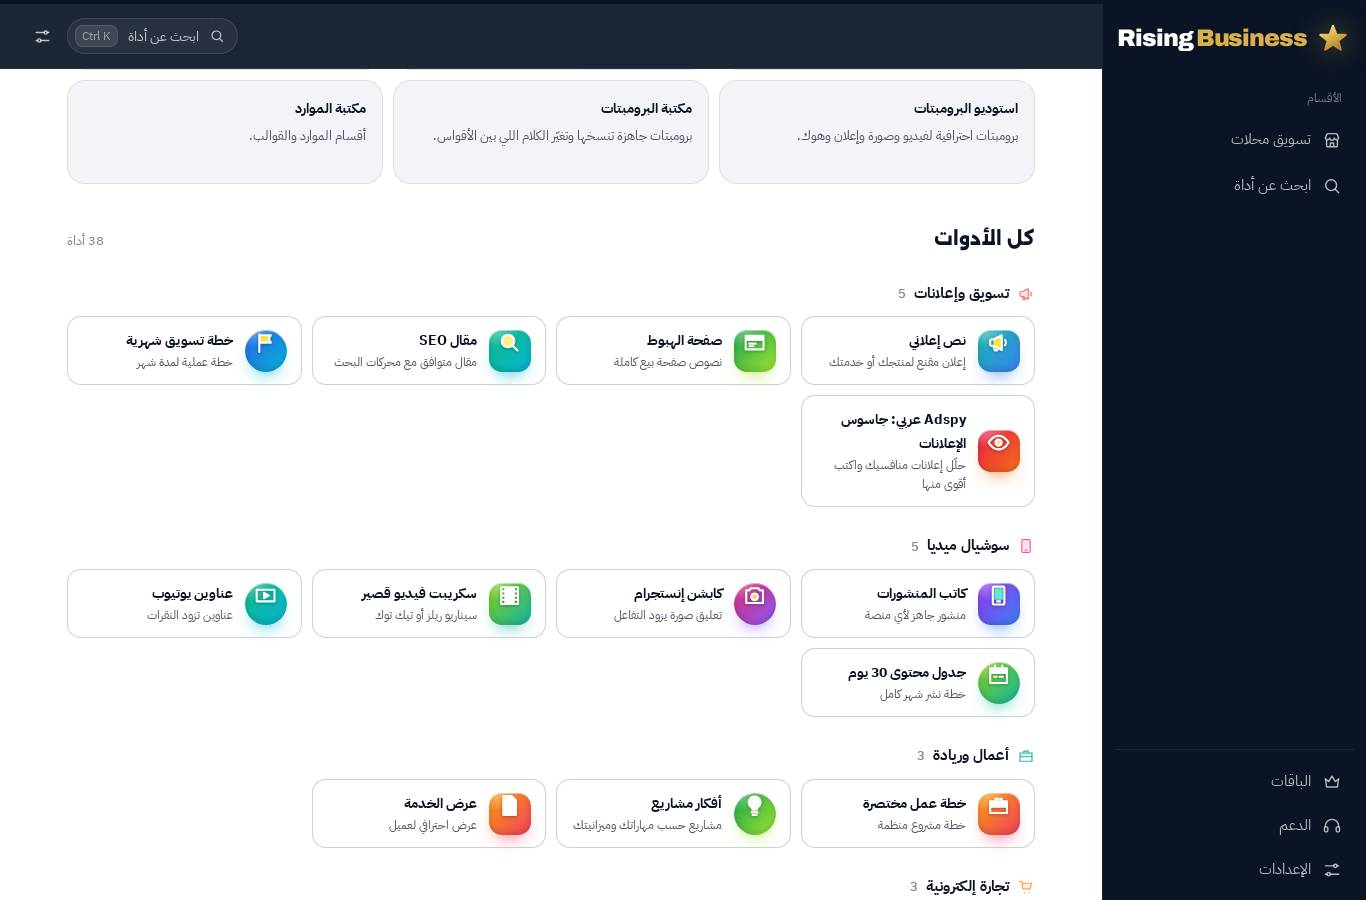 Rising Business
الأقسام
تسويق محلات
ابحث عن أداة
الباقات
الدعم
الإعدادات
ابحث عن أداة Ctrl K
استوديو البرومبتات
برومبتات احترافية لفيديو وصورة وإعلان وهوك.
مكتبة البرومبتات
برومبتات جاهزة تنسخها وتغيّر الكلام اللي بين الأقواس.
مكتبة الموارد
أقسام الموارد والقوالب.
كل الأدوات
38 أداة
تسويق وإعلانات 5
نص إعلاني
إعلان مقنع لمنتجك أو خدمتك
صفحة الهبوط
نصوص صفحة بيع كاملة
مقال SEO
مقال متوافق مع محركات البحث
خطة تسويق شهرية
خطة عملية لمدة شهر
Adspy عربي: جاسوس
الإعلانات
حلّل إعلانات منافسيك واكتب
أقوى منها
سوشيال ميديا 5
كاتب المنشورات
منشور جاهز لأي منصة
كابشن إنستجرام
تعليق صورة يزود التفاعل
سكريبت فيديو قصير
سيناريو ريلز أو تيك توك
عناوين يوتيوب
عناوين تزود النقرات
جدول محتوى 30 يوم
خطة نشر شهر كامل
أعمال وريادة 3
خطة عمل مختصرة
خطة مشروع منظمة
أفكار مشاريع
مشاريع حسب مهاراتك وميزانيتك
عرض الخدمة
عرض احترافي لعميل
تجارة إلكترونية 3